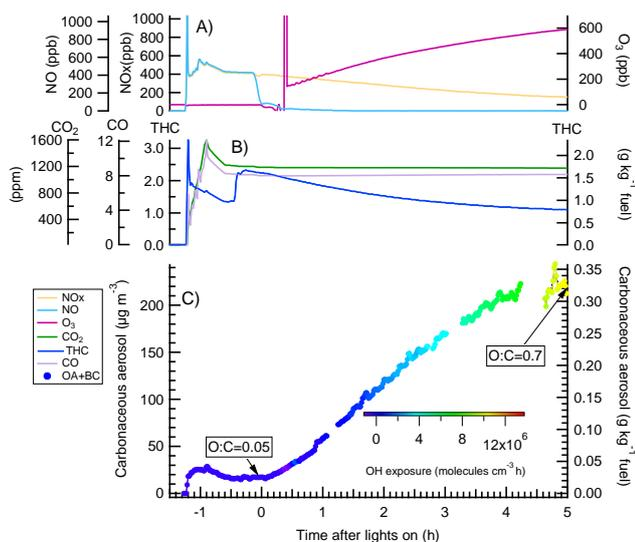 A)
NO (ppb)
1000
800
600
400
200
0
NOx(ppb)
1000
800
600
400
200
0
600
400
200
0
O3 (ppb)
CO2
CO
THC
THC
B)
(ppm)
1600
1200
800
400
12
8
4
0
3.0
2.0
1.0
0.0
2.0
1.5
1.0
0.5
0.0
(g kg-1 fuel)
C)
NOx
NO
O3
CO2
THC
CO
OA+BC
Carbonaceous aerosol (µg m-3)
200
150
100
50
0
0.35
0.30
0.25
0.20
0.15
0.10
0.05
0.00
Carbonaceous aerosol (g kg-1 fuel)
O:C=0.7
O:C=0.05
0 4 8 12x10^6
OH exposure (molecules cm-3 h)
-1 0 1 2 3 4 5
Time after lights on (h)